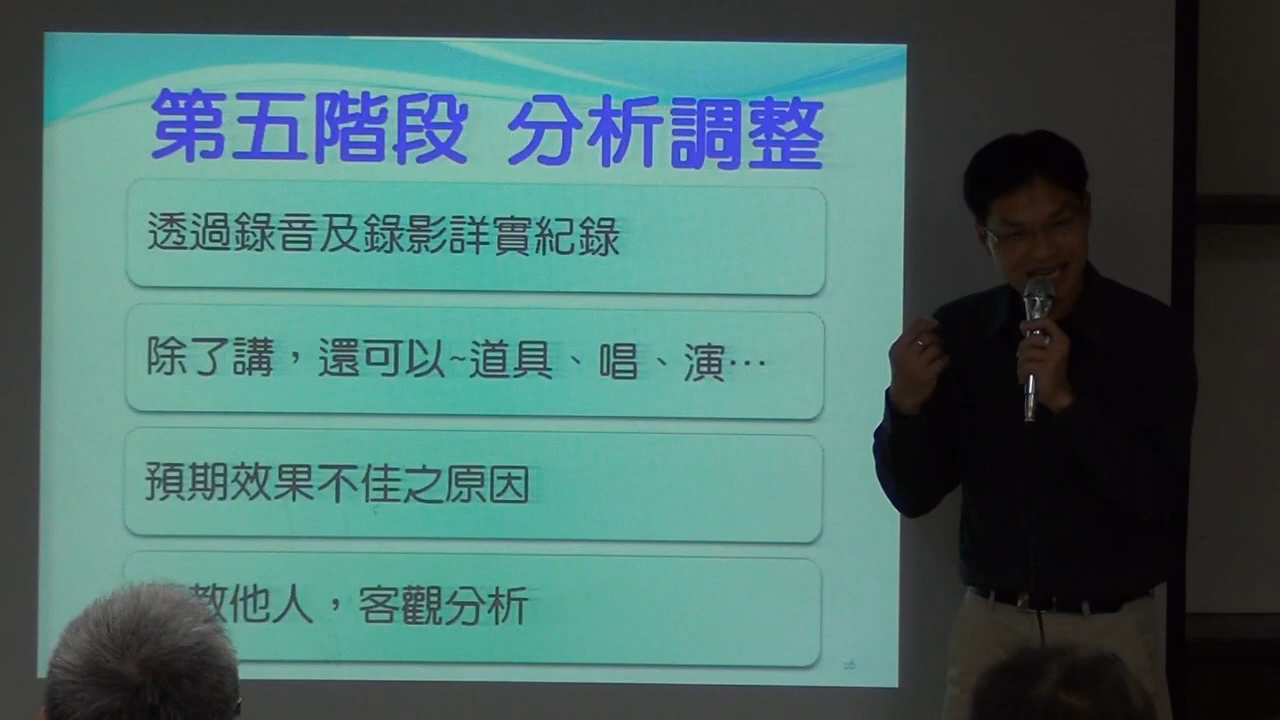 第五階段 分析調整
透過錄音及錄影詳實紀錄
除了講，還可以~道具、唱、演…
預期效果不佳之原因
教他人，客觀分析
16